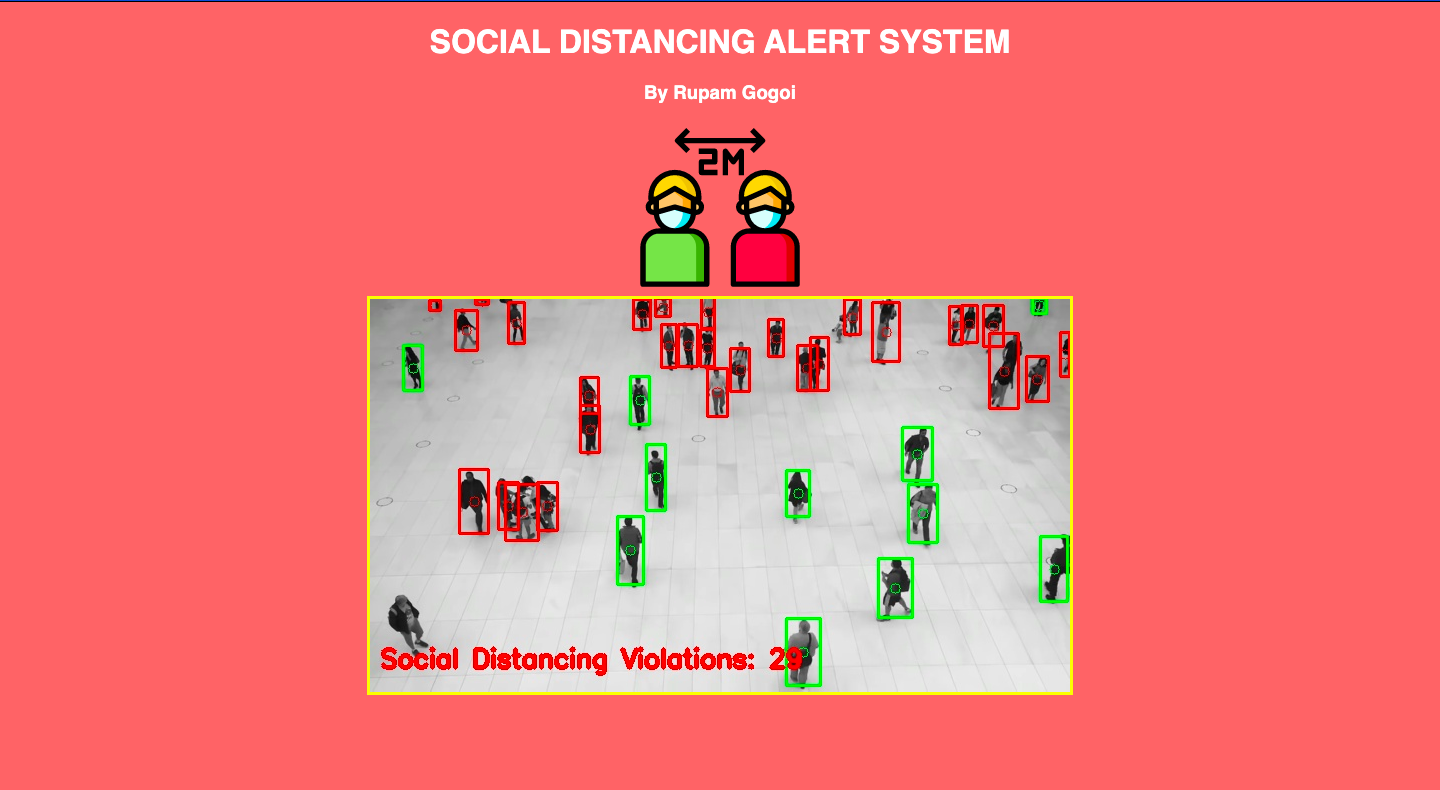 SOCIAL DISTANCING ALERT SYSTEM
By Rupam Gogoi
2M
Social Distancing Violations: 29